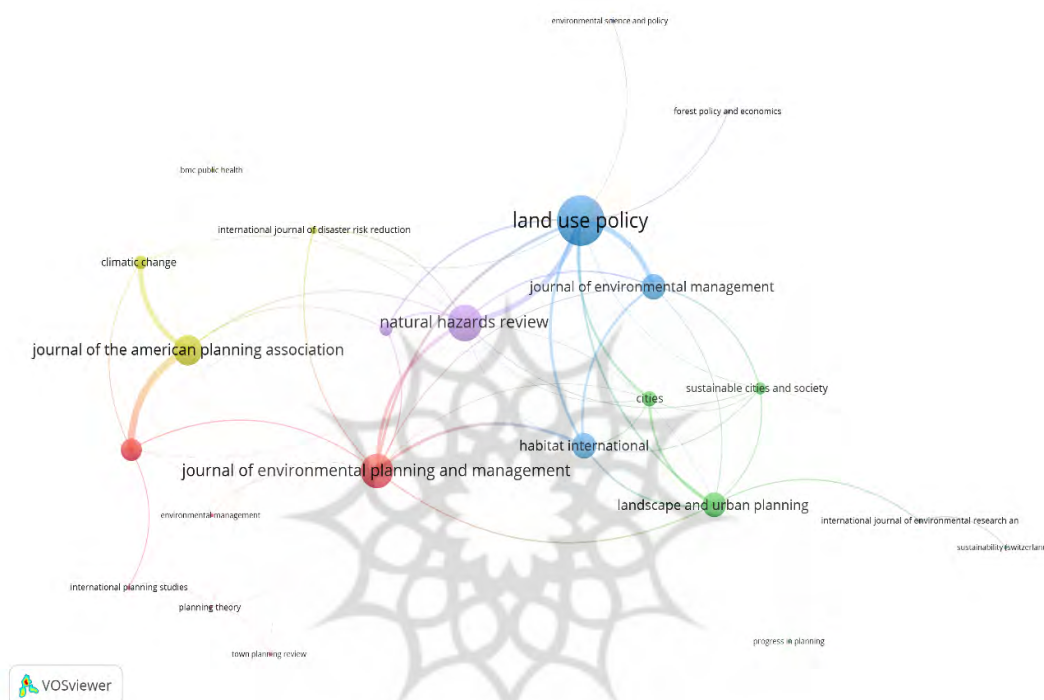 environmental science and policy
forest policy and economics
bmc public health
land use policy
international journal of disaster risk reduction
climatic change
journal of environmental management
natural hazards review
journal of the american planning association
sustainable cities and society
cities
habitat international
journal of environmental planning and management
landscape and urban planning
environmental management
international journal of environmental research an
sustainability (switzerlan
international planning studies
planning theory
progress in planning
town planning review
VOSviewer